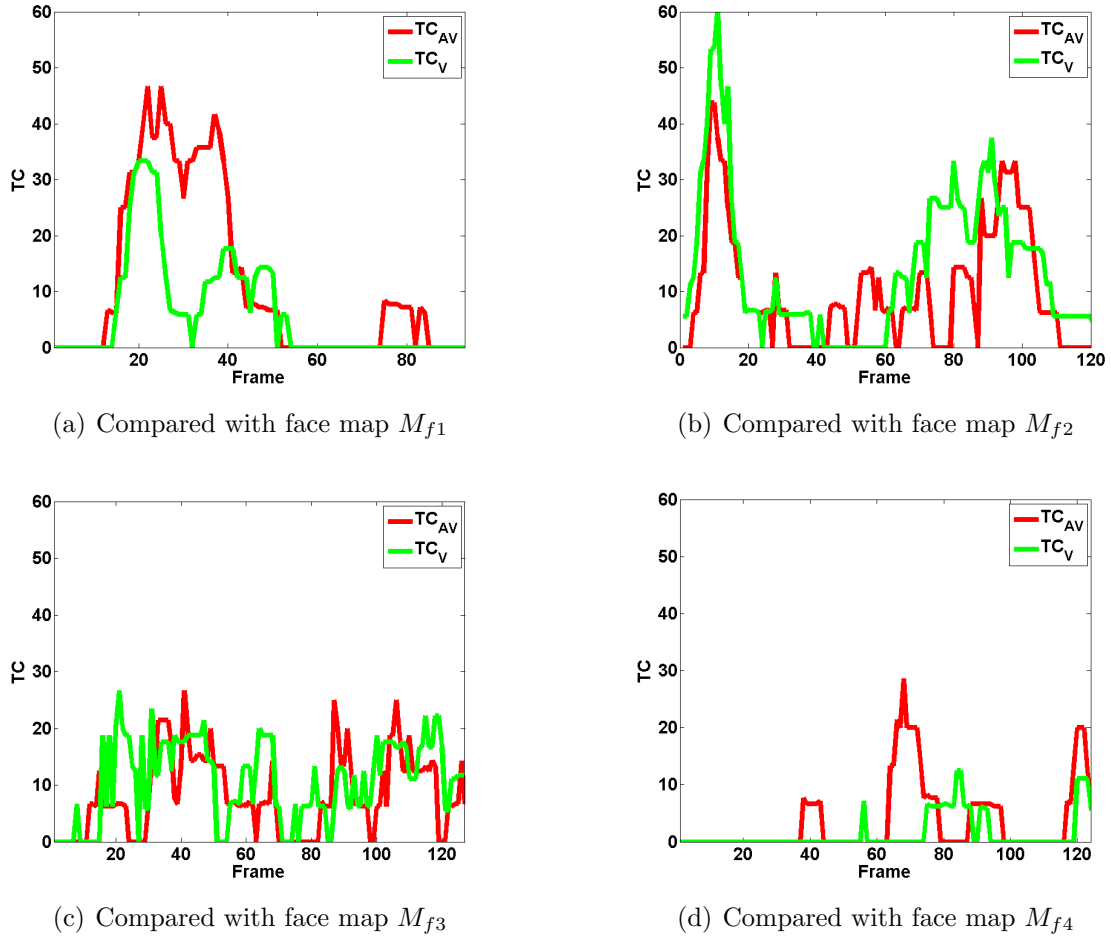 60
50
40
30
20
10
0
TC
20
40
60
80
Frame
TC_AV
TC_V
(a) Compared with face map M_f1
60
50
40
30
20
10
0
TC
0
20
40
60
80
100
120
Frame
TC_AV
TC_V
(b) Compared with face map M_f2
60
50
40
30
20
10
0
TC
20
40
60
80
100
120
Frame
TC_AV
TC_V
(c) Compared with face map M_f3
60
50
40
30
20
10
0
TC
20
40
60
80
100
120
Frame
TC_AV
TC_V
(d) Compared with face map M_f4